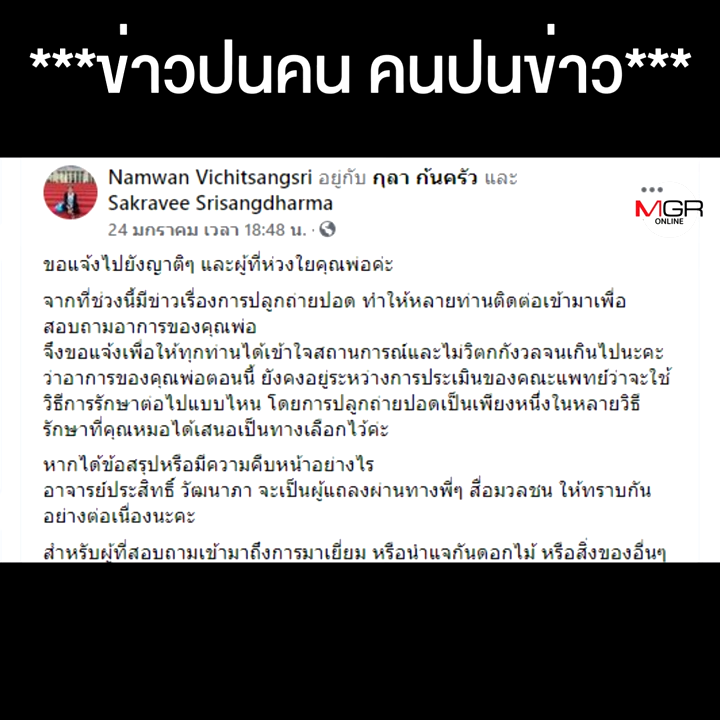 ***ข่าวปนคน คนปนข่าว***
Namwan Vichitsangsri อยู่กับ กุลา ก้นครัว และ
Sakravee Srisangdharma
24 มกราคม เวลา 18:48 น. ·
MGR
ONLINE
ขอแจ้งไปยังญาติๆ และผู้ที่ห่วงใยคุณพ่อค่ะ
จากที่ช่วงนี้มีข่าวเรื่องการปลูกถ่ายปอด ทำให้หลายท่านติดต่อเข้ามาเพื่อ
สอบถามอาการของคุณพ่อ
จึงขอแจ้งเพื่อให้ทุกท่านได้เข้าใจสถานการณ์และไม่วิตกกังวลจนเกินไปนะคะ
ว่าอาการของคุณพ่อตอนนี้ ยังคงอยู่ระหว่างการประเมินของคณะแพทย์ว่าจะใช้
วิธีการรักษาต่อไปแบบไหน โดยการปลูกถ่ายปอดเป็นเพียงหนึ่งในหลายวิธี
รักษาที่คุณหมอได้เสนอเป็นทางเลือกไว้ค่ะ
หากได้ข้อสรุปหรือมีความคืบหน้าอย่างไร
อาจารย์ประสิทธิ์ วัฒนาภา จะเป็นผู้แถลงผ่านทางพี่ๆ สื่อมวลชน ให้ทราบกัน
อย่างต่อเนื่องนะคะ
สำหรับผู้ที่สอบถามเข้ามาถึงการมาเยี่ยม หรือนำแจกันดอกไม้ หรือสิ่งของอื่นๆ